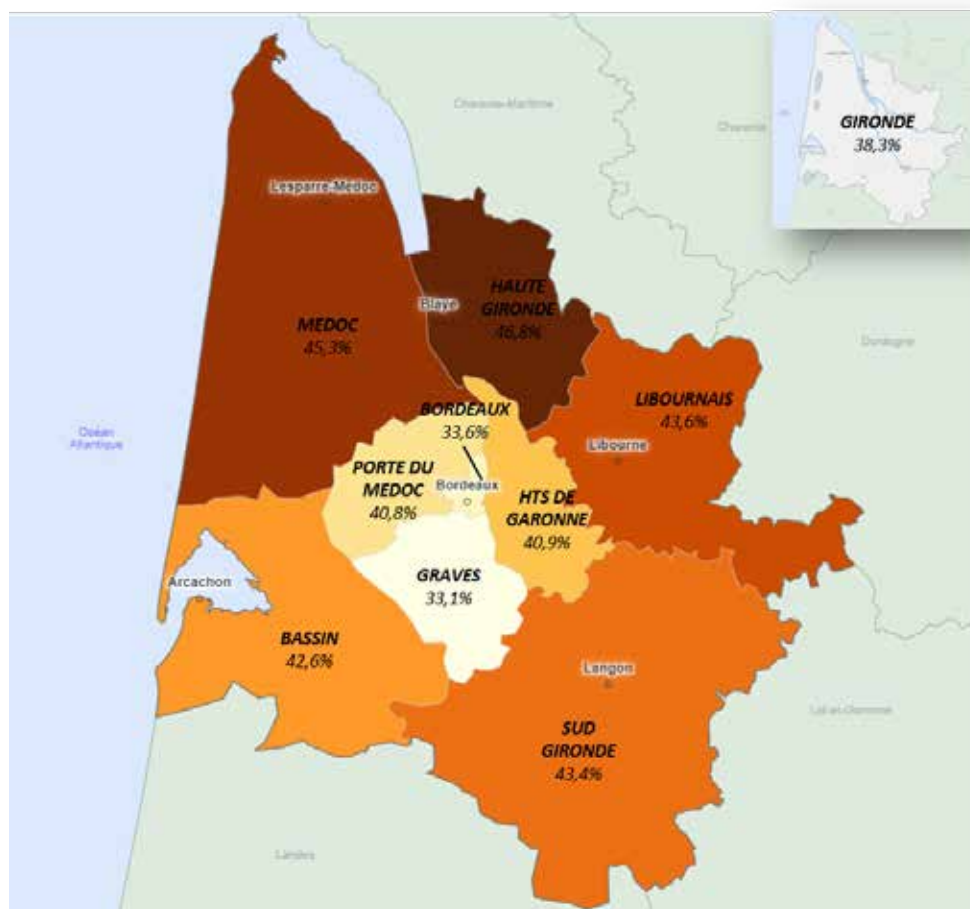 Charente-Maritime
Charente
GIRONDE
38,3%
Lesparre-Médoc
HAUTE
GIRONDE
46,8%
Blaye
MEDOC
45,3%
Dordogne
LIBOURNAIS
43,6%
Libourne
BORDEAUX
33,6%
Océan
Atlantique
PORTE DU
MEDOC
40,8%
Bordeaux
HTS DE
GARONNE
40,9%
Arcachon
GRAVES
33,1%
BASSIN
42,6%
Langon
Lot-et-Garonne
SUD
GIRONDE
43,4%
Landes